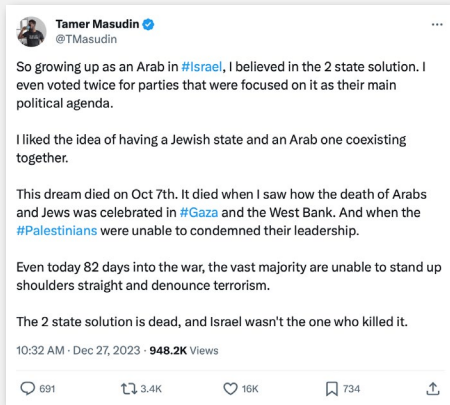 Tamer Masudin
@TMasudin
So growing up as an Arab in #Israel, I believed in the 2 state solution. I
even voted twice for parties that were focused on it as their main
political agenda.
I liked the idea of having a Jewish state and an Arab one coexisting
together.
This dream died on Oct 7th. It died when I saw how the death of Arabs
and Jews was celebrated in #Gaza and the West Bank. And when the
#Palestinians were unable to condemned their leadership.
Even today 82 days into the war, the vast majority are unable to stand up
shoulders straight and denounce terrorism.
The 2 state solution is dead, and Israel wasn't the one who killed it.
10:32 AM · Dec 27, 2023 · 948.2K Views
691 3.4K 16K 734